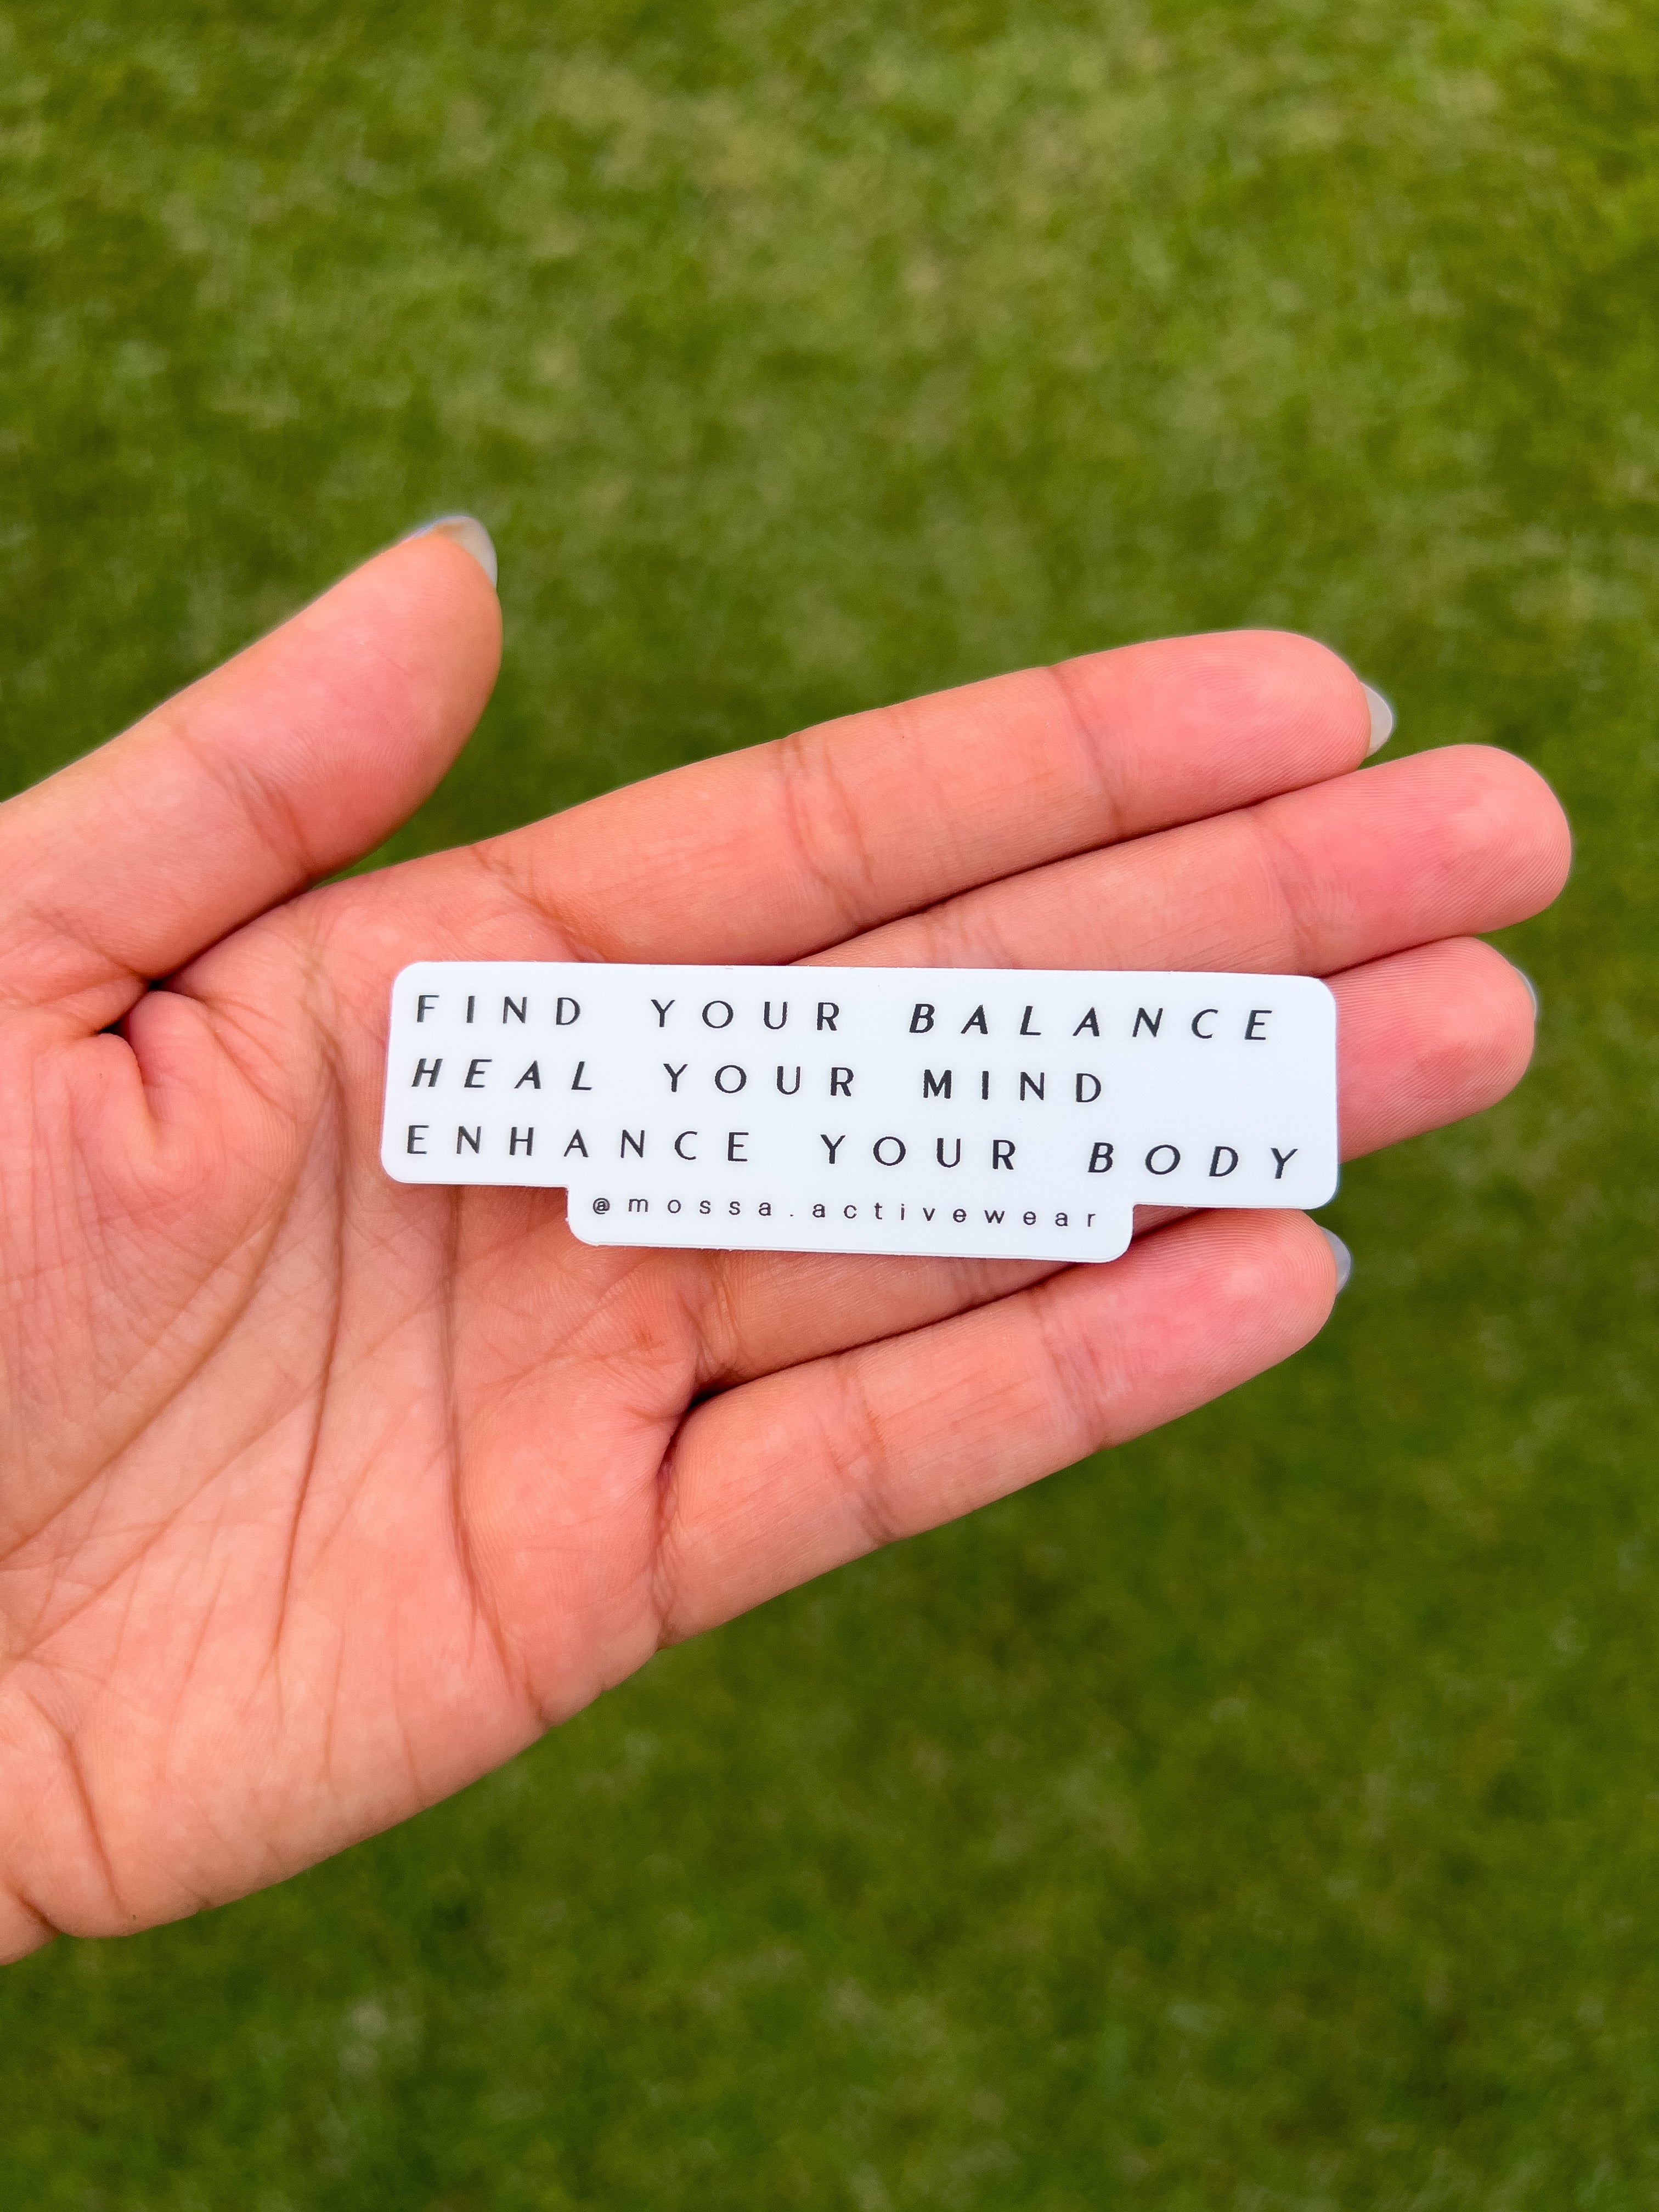 FIND YOUR BALANCE
HEAL YOUR MIND
ENHANCE YOUR BODY
@mossa.activewear